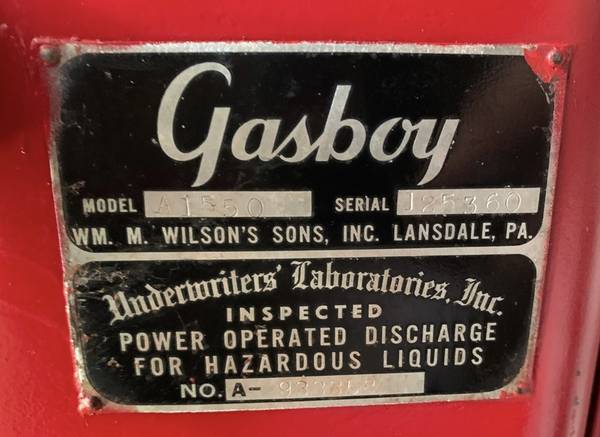 Gasboy
MODEL A1550 SERIAL J25360
WM. M. WILSON'S SONS, INC. LANSDALE, PA.
Underwriters' Laboratories, Inc.
INSPECTED
POWER OPERATED DISCHARGE
FOR HAZARDOUS LIQUIDS
NO. A-